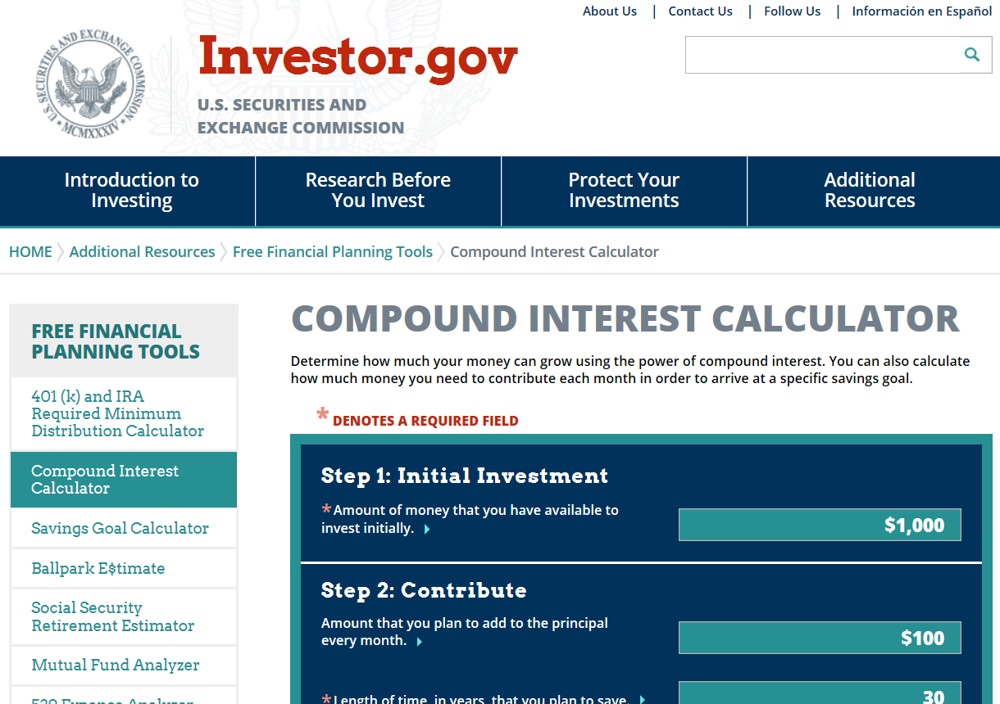 About Us | Contact Us | Follow Us | Información en Español
U.S. SECURITIES AND EXCHANGE COMMISSION
MCMXXXIV
Investor.gov
U.S. SECURITIES AND
EXCHANGE COMMISSION
Introduction to
Investing
Research Before
You Invest
Protect Your
Investments
Additional
Resources
HOME Additional Resources Free Financial Planning Tools Compound Interest Calculator
FREE FINANCIAL
PLANNING TOOLS
401 (k) and IRA
Required Minimum
Distribution Calculator
Compound Interest
Calculator
Savings Goal Calculator
Ballpark E$timate
Social Security
Retirement Estimator
Mutual Fund Analyzer
529 Expense Analyzer
COMPOUND INTEREST CALCULATOR
Determine how much your money can grow using the power of compound interest. You can also calculate
how much money you need to contribute each month in order to arrive at a specific savings goal.
* DENOTES A REQUIRED FIELD
Step 1: Initial Investment
*Amount of money that you have available to
invest initially.
$1,000
Step 2: Contribute
Amount that you plan to add to the principal
every month.
$100
*Length of time, in years, that you plan to save.
30